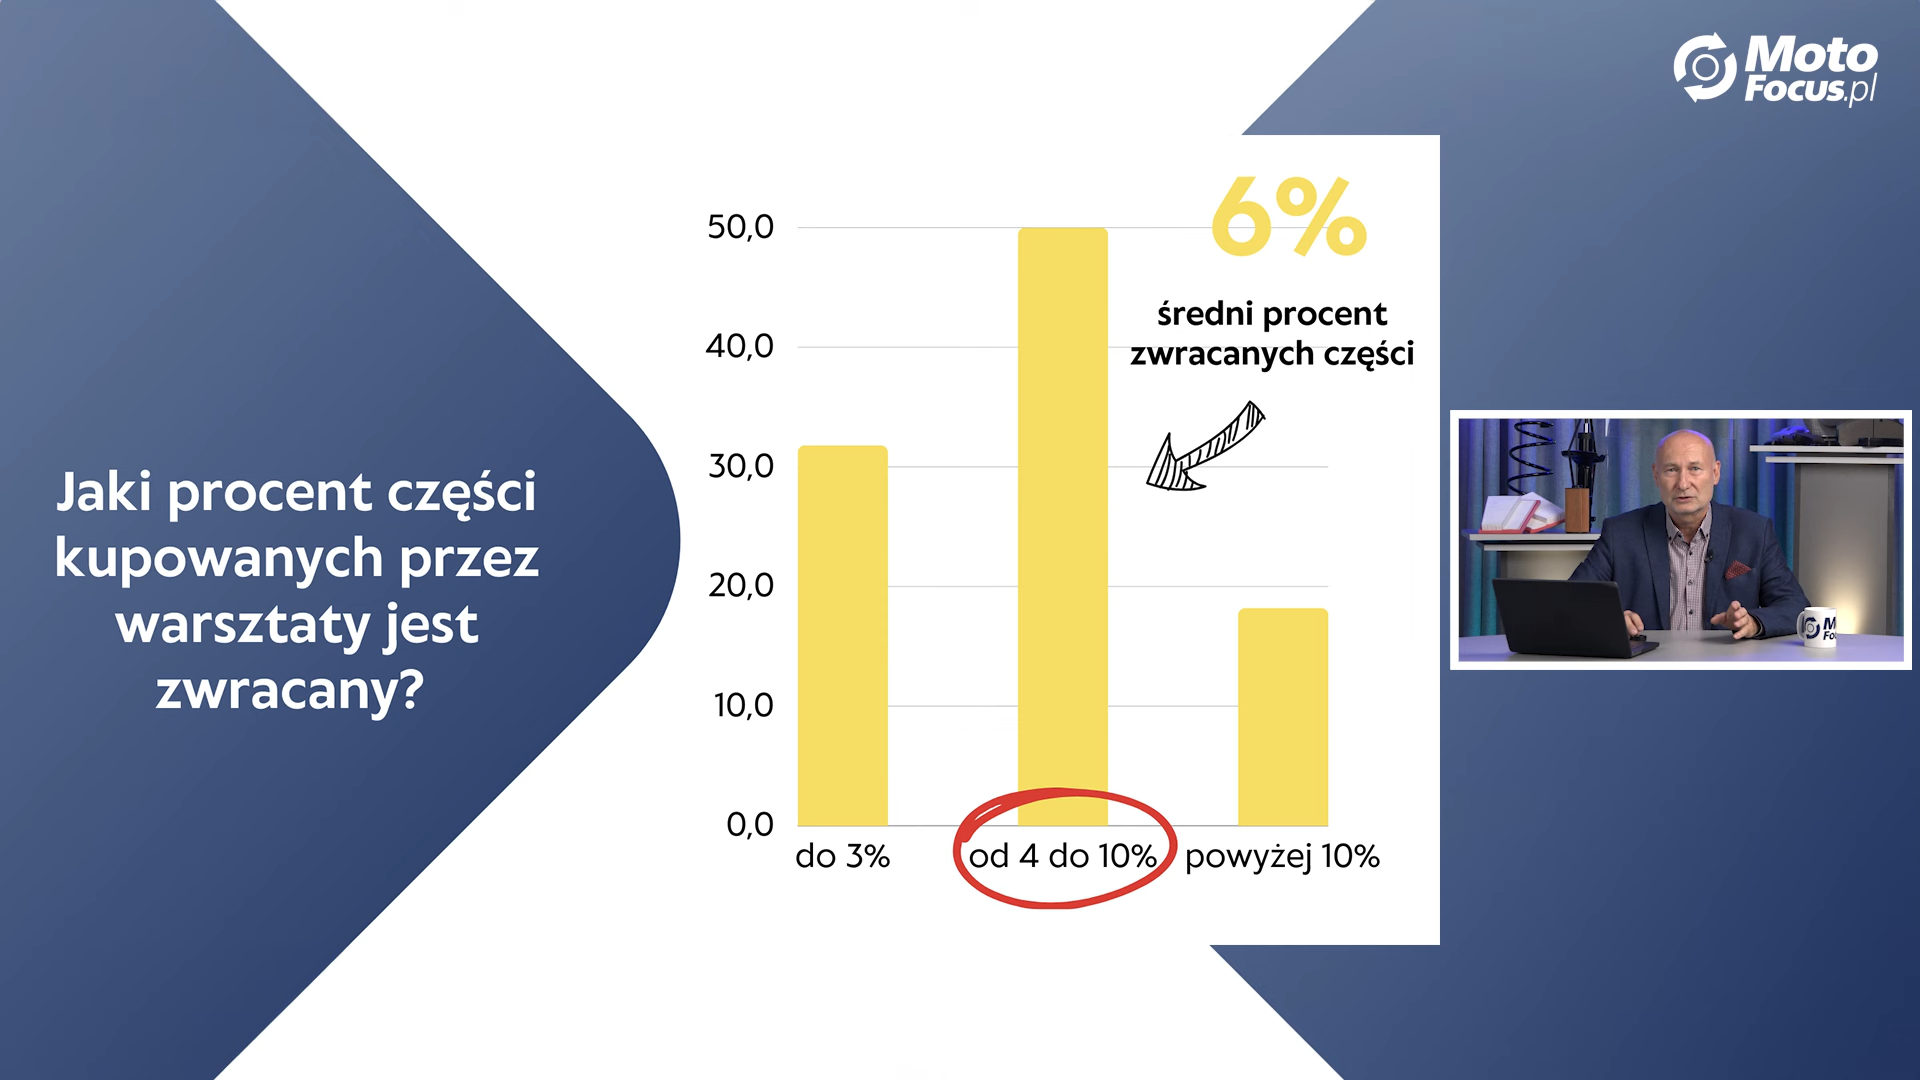 Moto
Focus.pl
Jaki procent części
kupowanych przez
warsztaty jest
zwracany?
6%
średni procent
zwracanych części
50,0
40,0
30,0
20,0
10,0
0,0
do 3%
od 4 do 10%
powyżej 10%